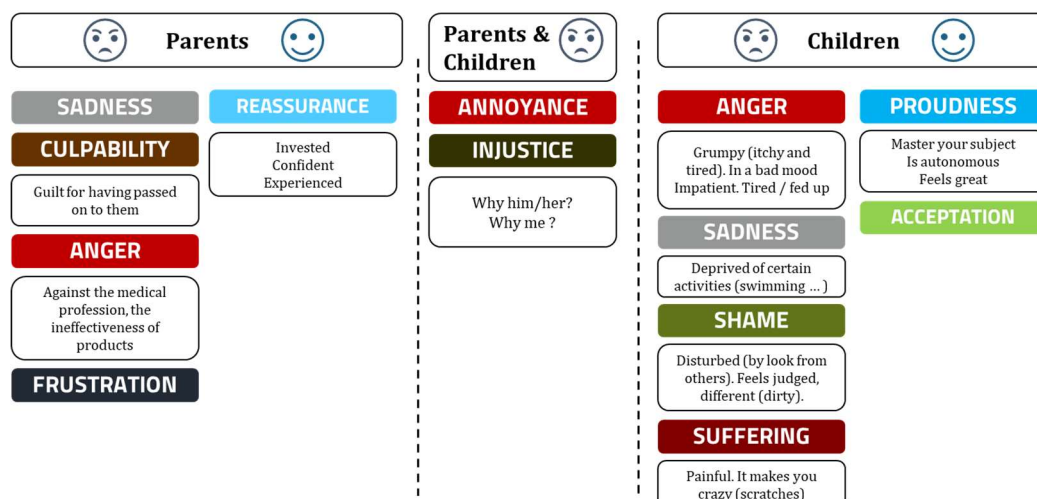 Parents
SADNESS
CULPABILITY
Guilt for having passed
on to them
ANGER
Against the medical
profession, the
ineffectiveness of
products
FRUSTRATION
REASSURANCE
Invested
Confident
Experienced
Parents &
Children
ANNOYANCE
INJUSTICE
Why him/her?
Why me ?
Children
ANGER
Grumpy (itchy and
tired). In a bad mood
Impatient. Tired / fed up
SADNESS
Deprived of certain
activities (swimming ... )
SHAME
Disturbed (by look from
others). Feels judged,
different (dirty).
SUFFERING
Painful. It makes you
crazy (scratches)
PROUDNESS
Master your subject
Is autonomous
Feels great
ACCEPTATION